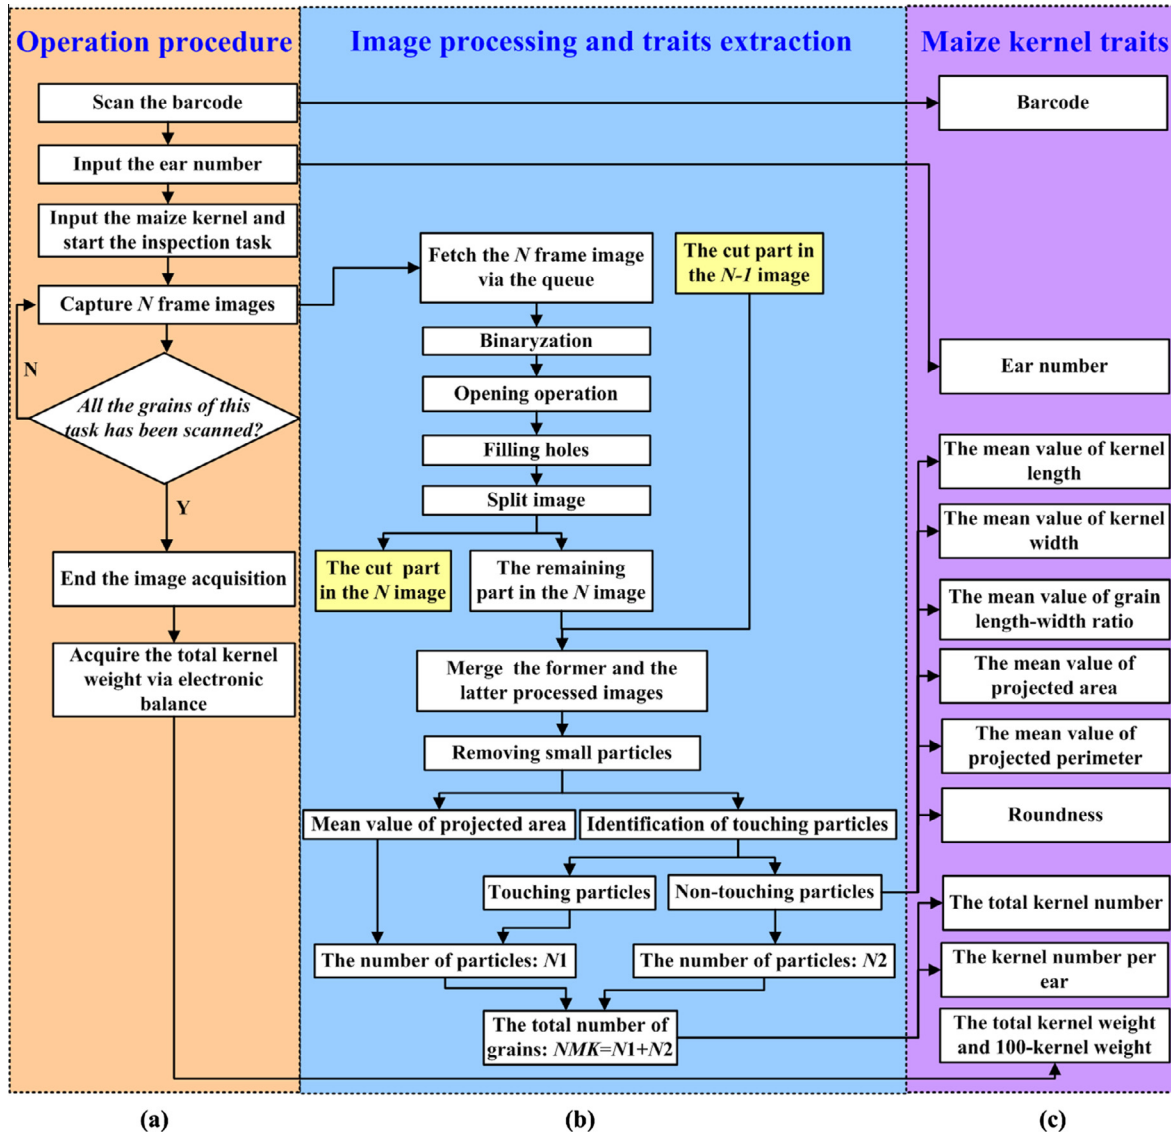 Operation procedure
Scan the barcode
Input the ear number
Input the maize kernel and
start the inspection task
Capture N frame images
N
All the grains of this
task has been scanned?
Y
End the image acquisition
Acquire the total kernel
weight via electronic
balance
(a)
Image processing and traits extraction
Fetch the N frame image
via the queue
The cut part in
the N-1 image
Binaryzation
Opening operation
Filling holes
Split image
The cut part
in the N image
The remaining
part in the N image
Merge the former and the
latter processed images
Removing small particles
Mean value of projected area
Identification of touching particles
Touching particles
Non-touching particles
The number of particles: N1
The number of particles: N2
The total number of
grains: NMK=N1+N2
(b)
Maize kernel traits
Barcode
Ear number
The mean value of kernel
length
The mean value of kernel
width
The mean value of grain
length-width ratio
The mean value of
projected area
The mean value of
projected perimeter
Roundness
The total kernel number
The kernel number per
ear
The total kernel weight
and 100-kernel weight
(c)